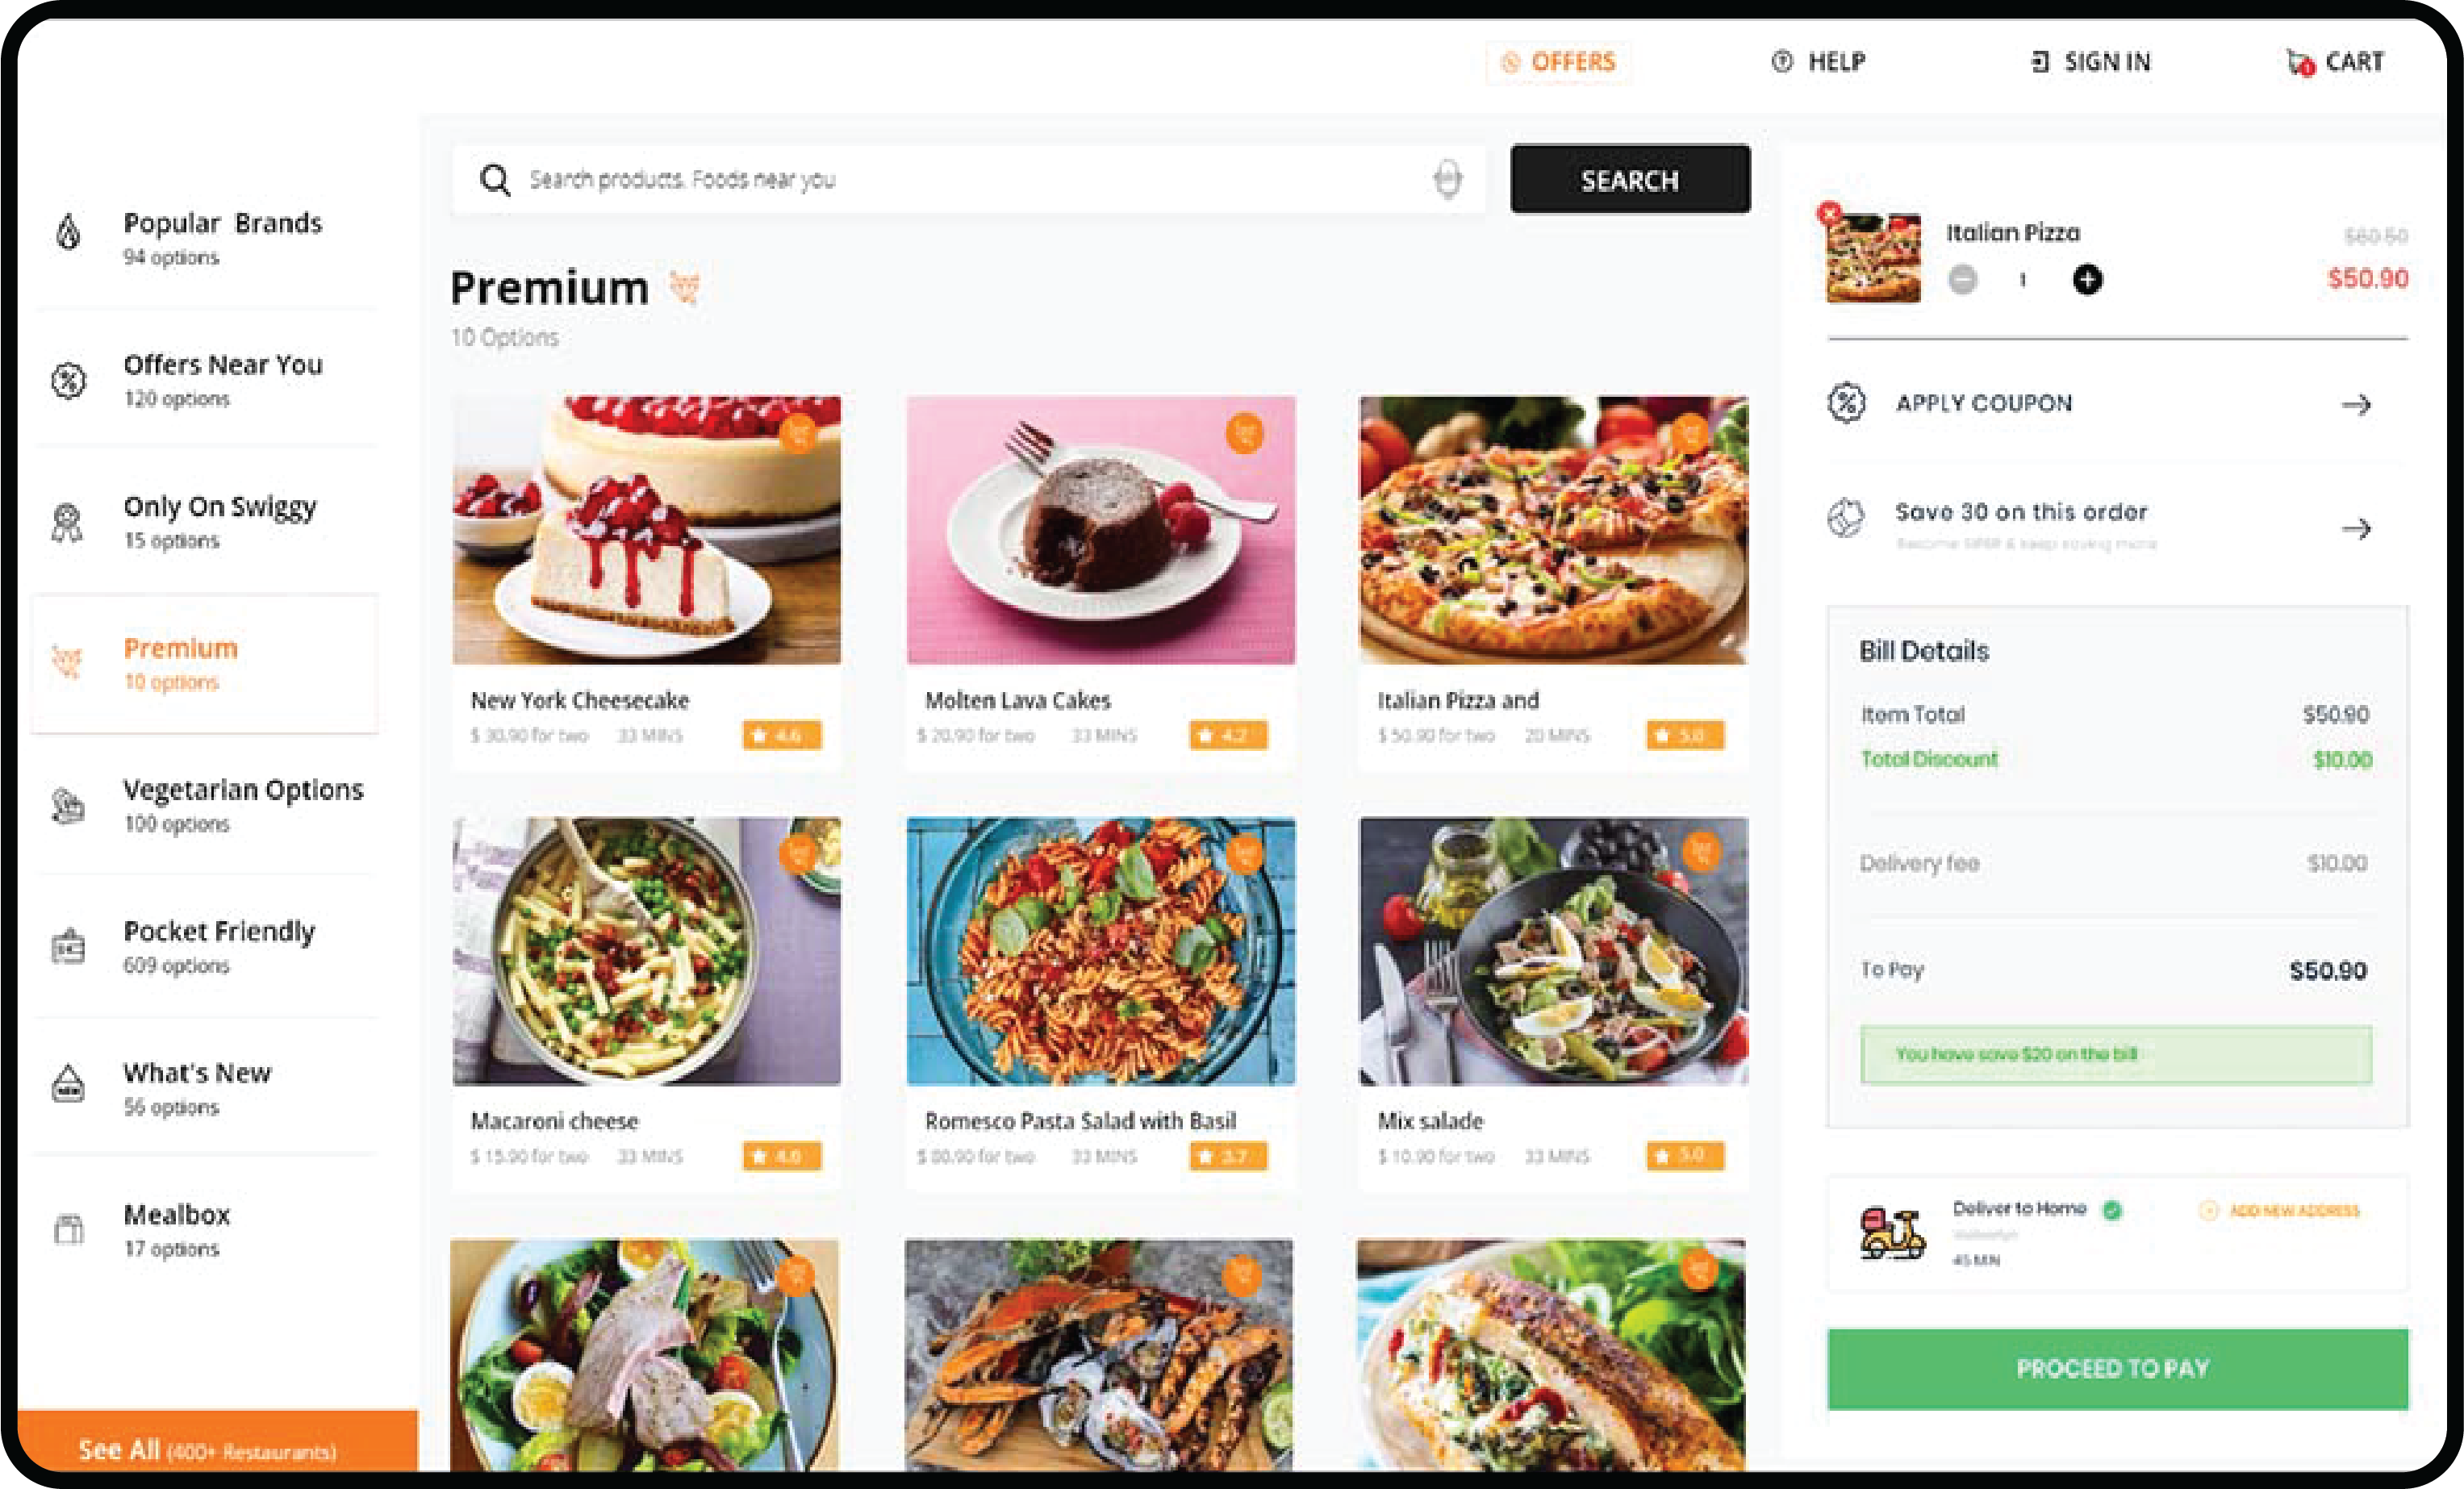 OFFERS
HELP
SIGN IN
CART
1
Search products. Foods near you
SEARCH
Popular Brands
94 options
Offers Near You
120 options
Only On Swiggy
15 options
Premium
10 options
Vegetarian Options
100 options
Pocket Friendly
609 options
What's New
56 options
NEW
Mealbox
17 options
See All (400+ Restaurants)
Premium
10 Options
New York Cheesecake
$ 30.90 for two 33 MINS 4.6
Molten Lava Cakes
$ 20.90 for two 33 MINS 4.2
Italian Pizza and
$ 50.90 for two 20 MINS 5.0
Macaroni cheese
$ 15.90 for two 33 MINS
Romesco Pasta Salad with Basil
for two 33 MINS 3.7
Mix salade
$ 10.90 for two 33 MINS 5.0
Italian Pizza
$60.50
1
$50.90
APPLY COUPON
Save 30 on this order
Become & keep saving more
Bill Details
Item Total $50.90
Total Discount $10.00
Delivery fee $10.00
To Pay $50.90
You have save $20 on the bill
Deliver to Home
ADD NEW ADDRESS
45 MIN
PROCEED TO PAY